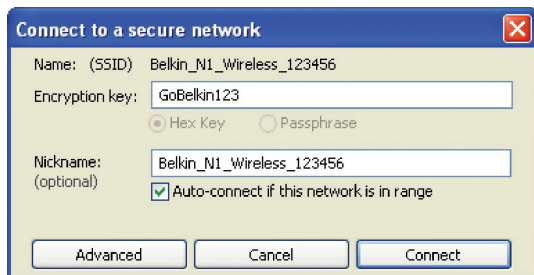 Connect to a secure network
Name: (SSID) Belkin_N1_Wireless_123456
Encryption key: GoBelkin123
Hex Key Passphrase
Nickname: Belkin_N1_Wireless_123456
(optional)
Auto-connect if this network is in range
Advanced Cancel Connect